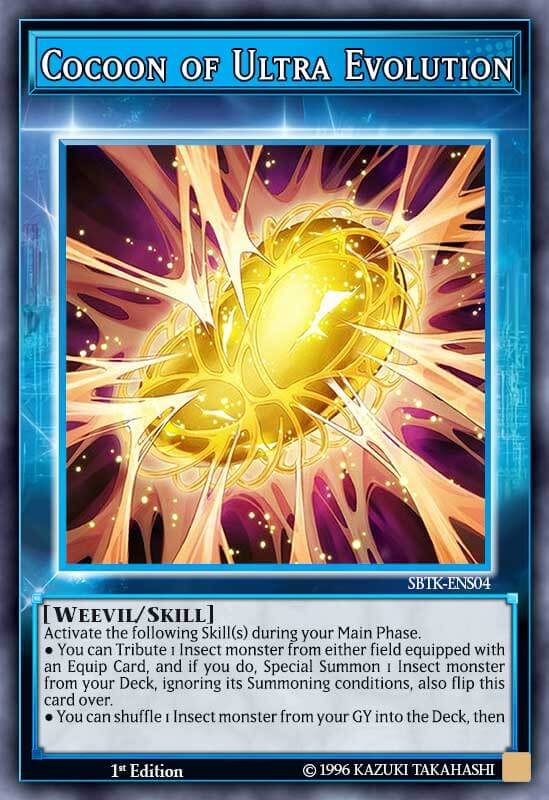 Cocoon of Ultra Evolution
SBTK-ENS04
[Weevil/Skill]
Activate the following Skill(s) during your Main Phase.
● You can Tribute 1 Insect monster from either field equipped with
an Equip Card, and if you do, Special Summon 1 Insect monster
from your Deck, ignoring its Summoning conditions, also flip this
card over.
● You can shuffle 1 Insect monster from your GY into the Deck, then
1st Edition
© 1996 KAZUKI TAKAHASHI